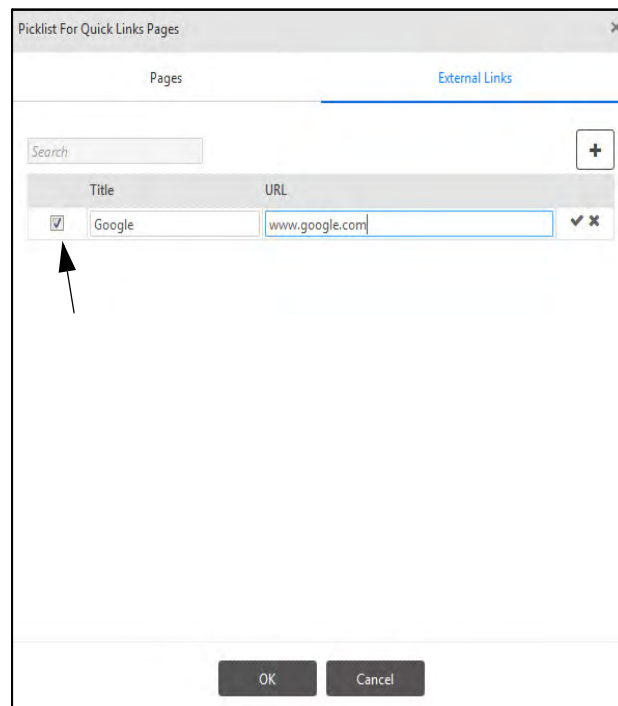 Picklist For Quick Links Pages
Pages External Links
Search
Title URL
Google www.google.com
OK Cancel